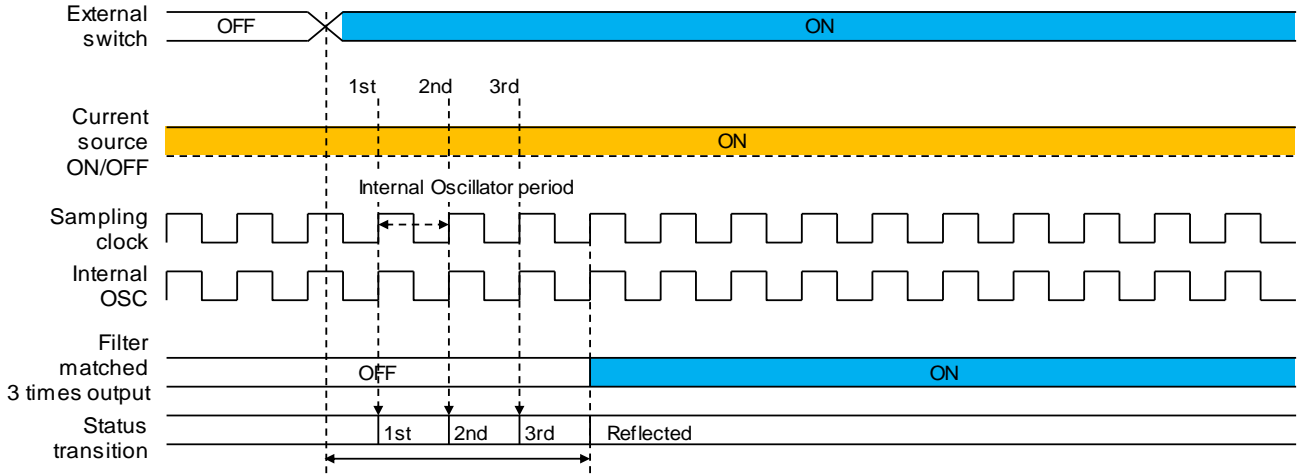 External
switch
OFF
ON
1st
2nd
3rd
Current
source
ON/OFF
ON
Internal Oscillator period
Sampling
clock
Internal
OSC
Filter
matched
3 times output
OFF
ON
Status
transition
1st
2nd
3rd
Reflected